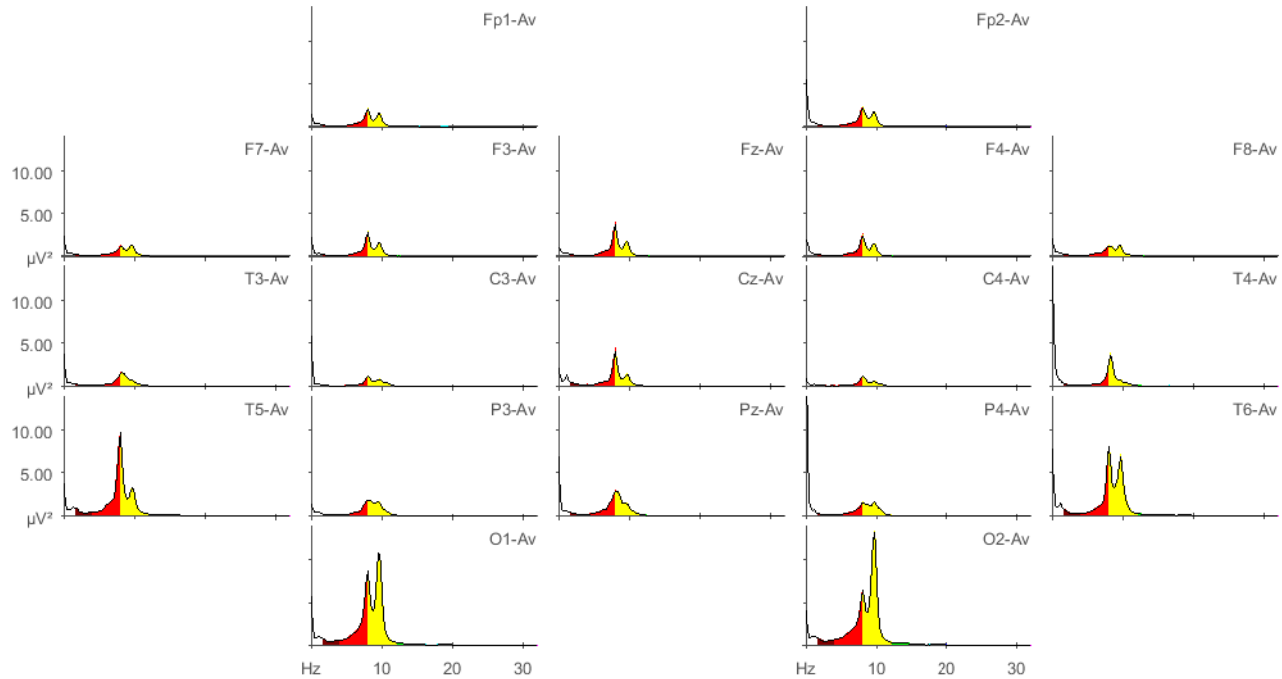 Fp1-Av Fp2-Av
F7-Av F3-Av Fz-Av F4-Av F8-Av
10.00
5.00
µV²
T3-Av C3-Av Cz-Av C4-Av T4-Av
10.00
5.00
µV²
T5-Av P3-Av Pz-Av P4-Av T6-Av
10.00
5.00
µV²
O1-Av O2-Av
Hz 10 20 30 Hz 10 20 30